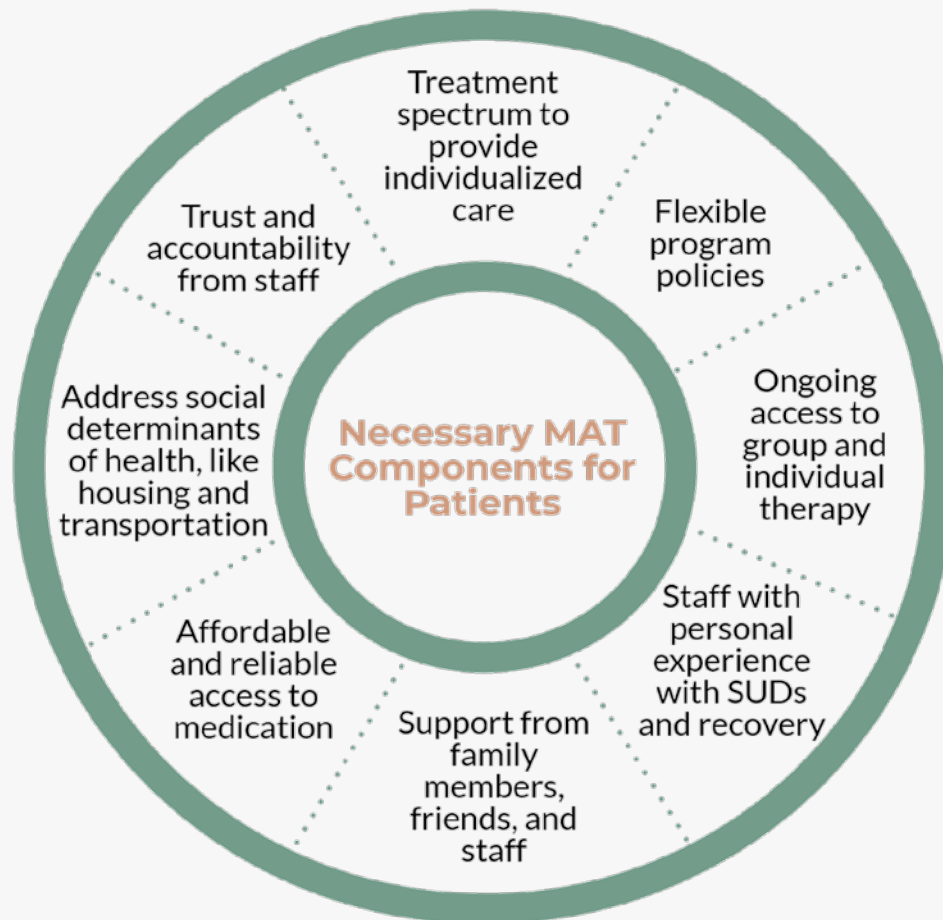 Treatment
spectrum to
provide
individualized
care
Flexible
program
policies
Ongoing
access to
group and
individual
therapy
Staff with
personal
experience
with SUDs
and recovery
Support from
family
members,
friends, and
staff
Affordable
and reliable
access to
medication
Address social
determinants
of health, like
housing and
transportation
Trust and
accountability
from staff
Necessary MAT
Components for
Patients